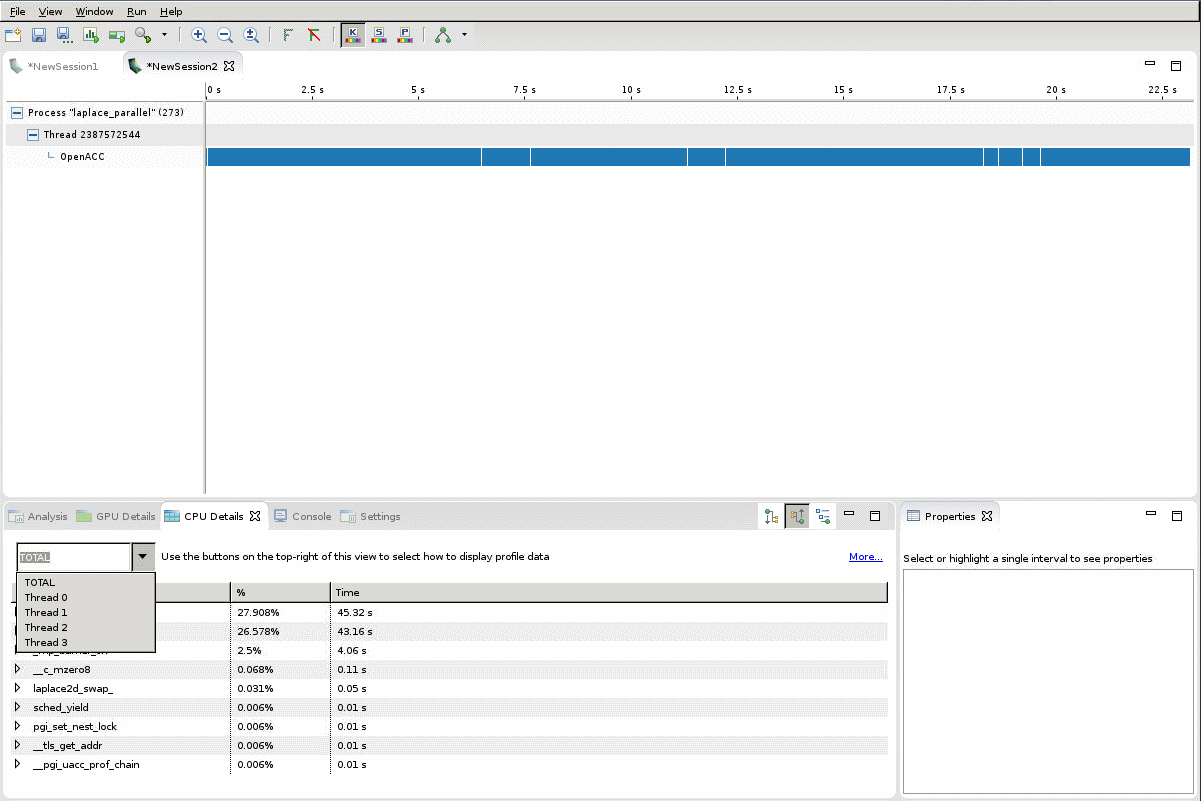 File View Window Run Help
K S P
*NewSession1 *NewSession2
0 s 2.5 s 5 s 7.5 s 10 s 12.5 s 15 s 17.5 s 20 s 22.5 s
Process "laplace_parallel" (273)
Thread 2387572544
OpenACC
Analysis GPU Details CPU Details Console Settings
TOTAL Use the buttons on the top-right of this view to select how to display profile data More...
TOTAL
Thread 0
Thread 1
Thread 2
Thread 3
% Time
27.908% 45.32 s
26.578% 43.16 s
2.5% 4.06 s
__c_mzero8 0.068% 0.11 s
laplace2d_swap_ 0.031% 0.05 s
sched_yield 0.006% 0.01 s
pgi_set_nest_lock 0.006% 0.01 s
__tls_get_addr 0.006% 0.01 s
__pgi_uacc_prof_chain 0.006% 0.01 s
Properties
Select or highlight a single interval to see properties